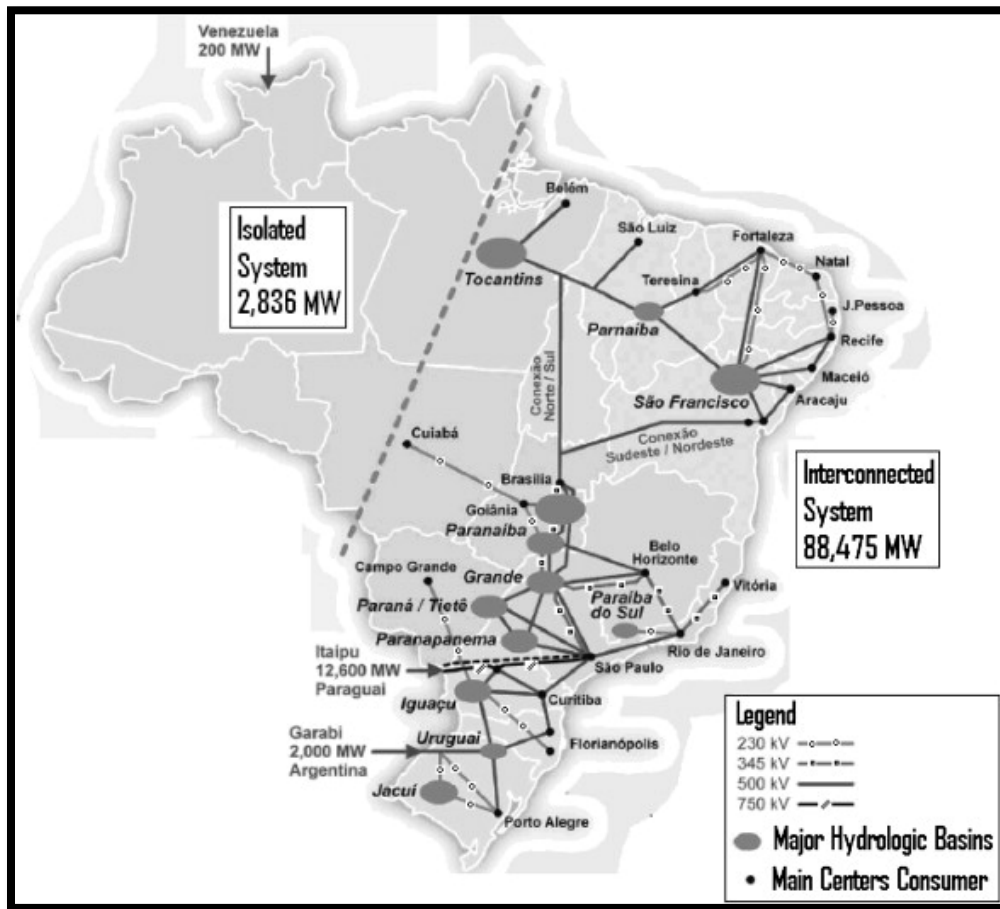 Venezuela
200 MW
Isolated
System
2,836 MW
Belém
São Luiz
Fortaleza
Natal
Teresina
J.Pessoa
Tocantins
Parnaíba
Recife
Maceió
São Francisco
Aracaju
Conexão
Norte / Sul
Conexão
Sudeste / Nordeste
Cuiabá
Brasilia
Goiânia
Paranaíba
Interconnected
System
88,475 MW
Belo
Horizonte
Campo Grande
Grande
Vitória
Paraná / Tietê
Paraíba
do Sul
Paranapanema
Rio de Janeiro
São Paulo
Itaipu
12,600 MW
Paraguai
Iguaçu
Curitiba
Garabi
2,000 MW
Argentina
Uruguai
Florianópolis
Jacuí
Porto Alegre
Legend
230 kV
345 kV
500 kV
750 kV
Major Hydrologic Basins
Main Centers Consumer